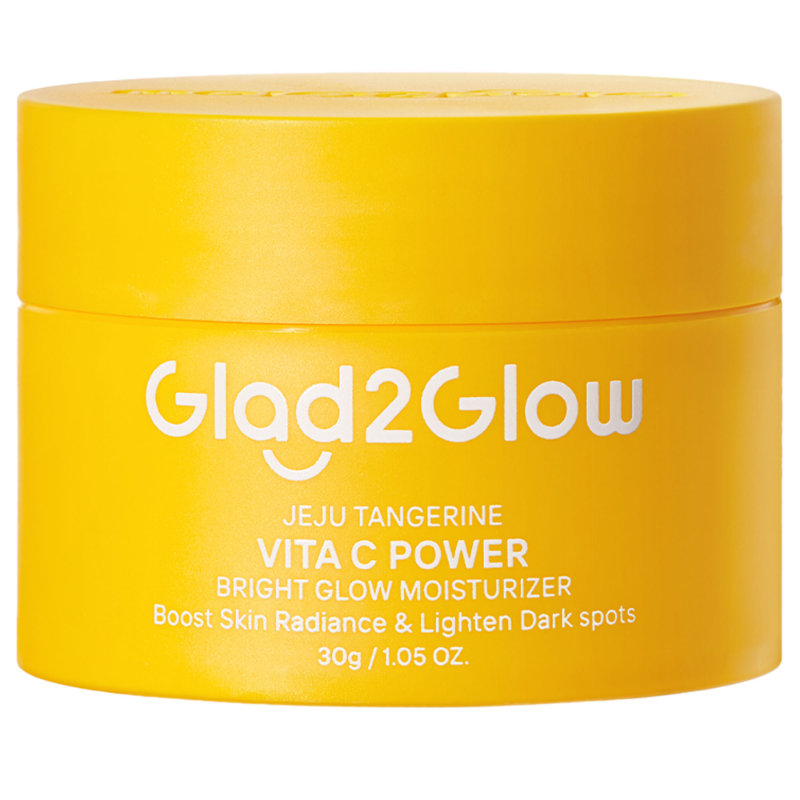 Glad2Glow
JEJU TANGERINE
VITA C POWER
BRIGHT GLOW MOISTURIZER
Boost Skin Radiance & Lighten Dark spots
30g / 1.05 OZ.